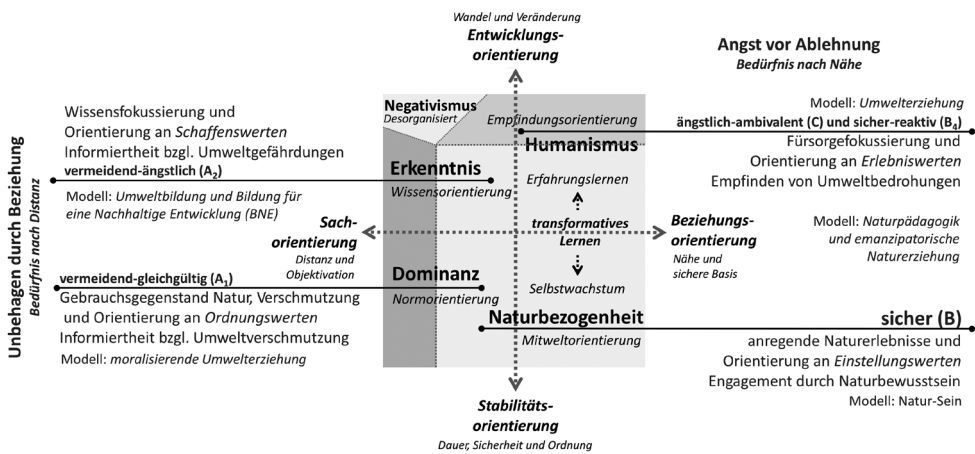 Wandel und Veränderung
Entwicklungs-
orientierung
Angst vor Ablehnung
Bedürfnis nach Nähe
Unbehagen durch Beziehung
Bedürfnis nach Distanz
Wissensfokussierung und
Orientierung an Schaffenswerten
Informiertheit bzgl. Umweltgefährdungen
vermeidend-ängstlich (A2)
Modell: Umweltbildung und Bildung für
eine Nachhaltige Entwicklung (BNE)
Negativismus
Desorganisiert
Empfindungsorientierung
Humanismus
Erkenntnis
Wissensorientierung
Erfahrungslernen
Modell: Umwelterziehung
ängstlich-ambivalent (C) und sicher-reaktiv (B4)
Fürsorgefokussierung und
Orientierung an Erlebniswerten
Empfinden von Umweltbedrohungen
Sach-
orientierung
Distanz und
Objektivation
transformatives
Lernen
Beziehungs-
orientierung
Nähe und
sichere Basis
Modell: Naturpädagogik
und emanzipatorische
Naturerziehung
vermeidend-gleichgültig (A1)
Gebrauchsgegenstand Natur, Verschmutzung
und Orientierung an Ordnungswerten
Informiertheit bzgl. Umweltverschmutzung
Modell: moralisierende Umwelterziehung
Dominanz
Normorientierung
Selbstwachstum
Naturbezogenheit
Mitweltorientierung
sicher (B)
anregende Naturerlebnisse und
Orientierung an Einstellungswerten
Engagement durch Naturbewusstsein
Modell: Natur-Sein
Stabilitäts-
orientierung
Dauer, Sicherheit und Ordnung